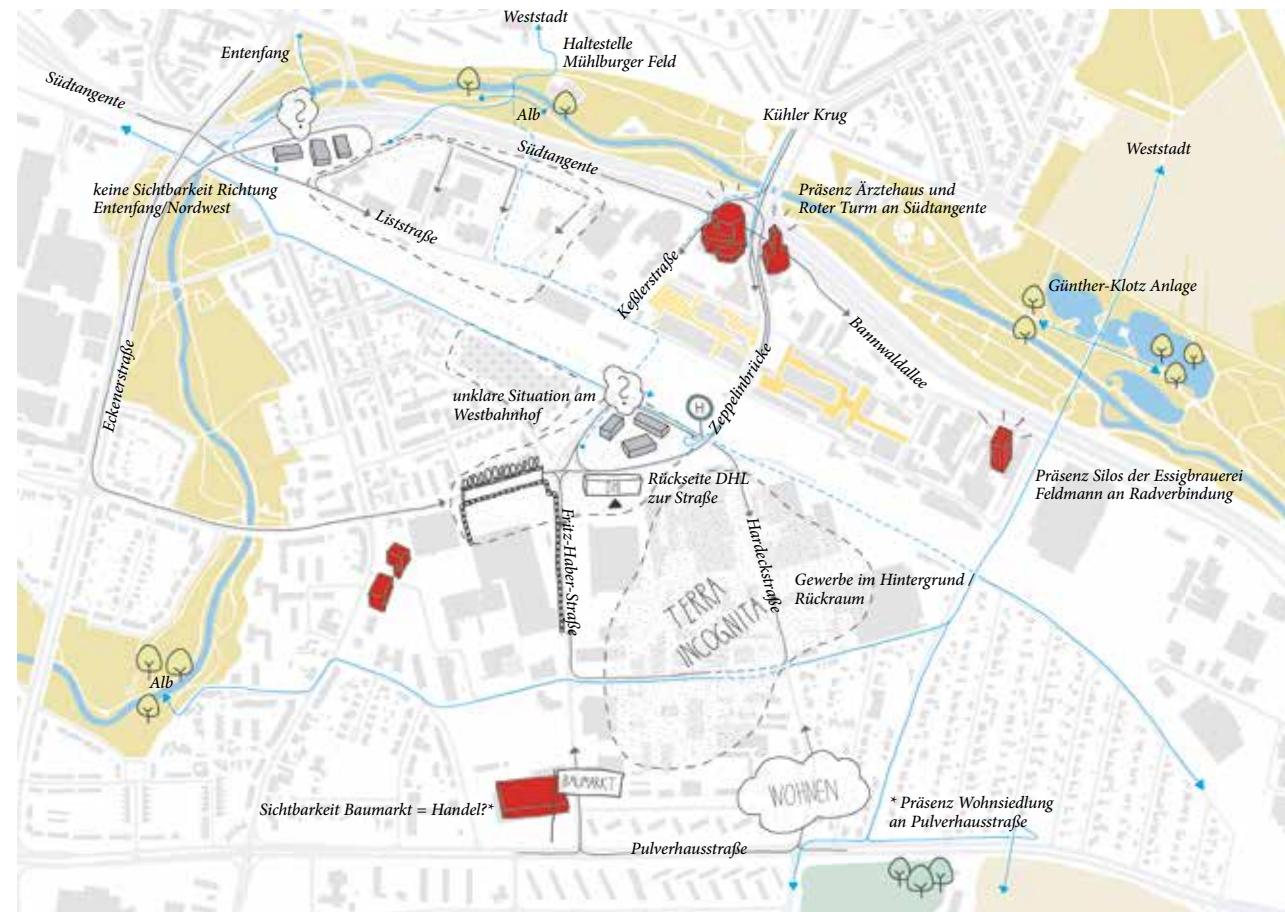 Weststadt
Entenfang
Haltestelle
Mühlburger Feld
Südtangente
?
Alb
Kühler Krug
Südtangente
Weststadt
keine Sichtbarkeit Richtung
Entenfang/Nordwest
Präsenz Ärztehaus und
Roter Turm an Südtangente
Liststraße
Keßlerstraße
Günther-Klotz Anlage
Bannwaldallee
Eckenerstraße
Zeppelinbrücke
?
unklare Situation am
Westbahnhof
H
Präsenz Silos der Essigbrauerei
Feldmann an Radverbindung
Rückseite DHL
zur Straße
Fritz-Haber-Straße
Hardeckstraße
Gewerbe im Hintergrund /
Rückraum
TERRA
INCOGNITA
Alb
BAUMARKT
WOHNEN
Sichtbarkeit Baumarkt = Handel?*
* Präsenz Wohnsiedlung
an Pulverhausstraße
Pulverhausstraße